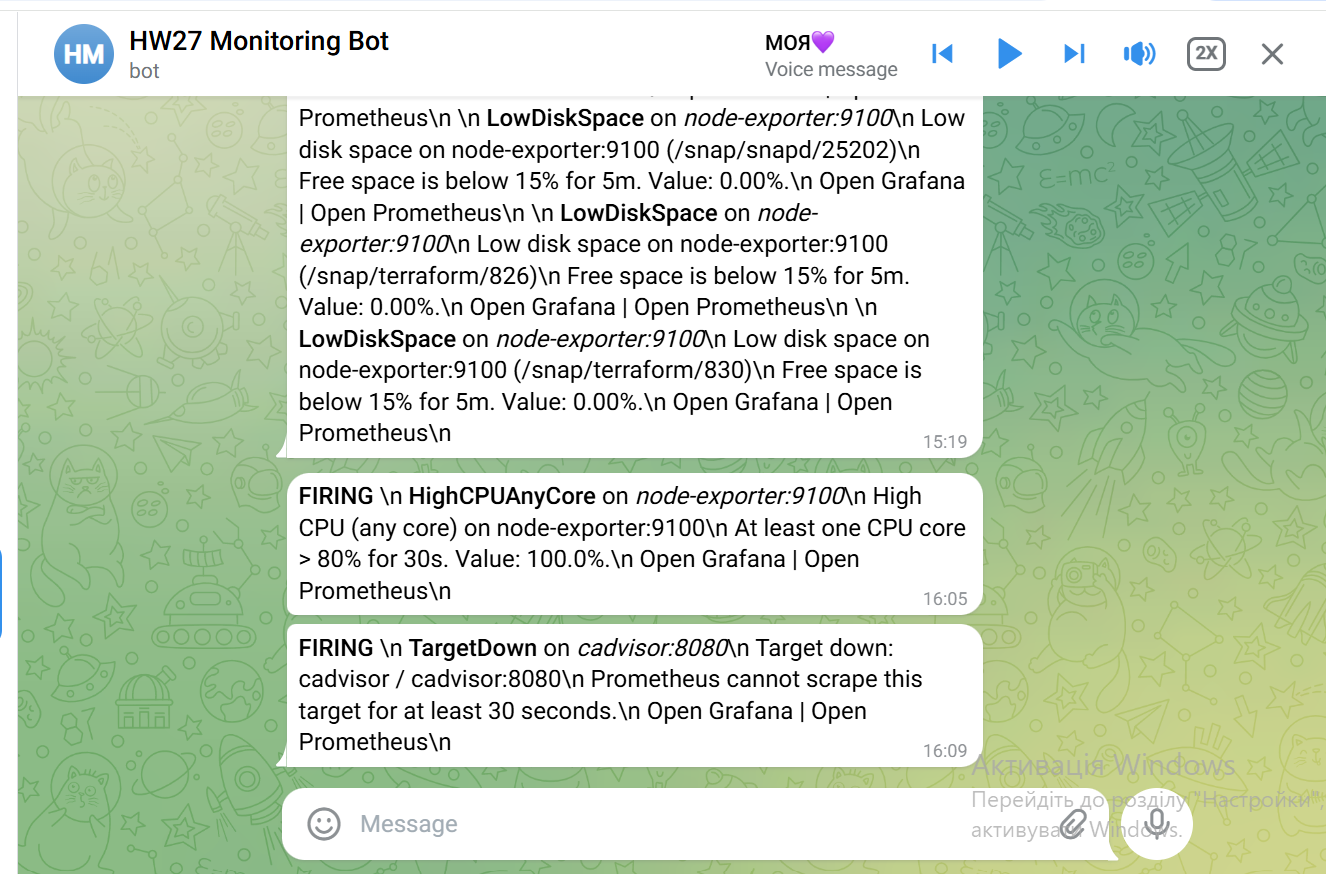 HM
HW27 Monitoring Bot
bot
МОЯ💜
Voice message
2X
Prometheus\n \n LowDiskSpace on node-exporter:9100\n Low
disk space on node-exporter:9100 (/snap/snapd/25202)\n
Free space is below 15% for 5m. Value: 0.00%.\n Open Grafana
| Open Prometheus\n \n LowDiskSpace on node-
exporter:9100\n Low disk space on node-exporter:9100
(/snap/terraform/826)\n Free space is below 15% for 5m.
Value: 0.00%.\n Open Grafana | Open Prometheus\n \n
LowDiskSpace on node-exporter:9100\n Low disk space on
node-exporter:9100 (/snap/terraform/830)\n Free space is
below 15% for 5m. Value: 0.00%.\n Open Grafana | Open
Prometheus\n
15:19
FIRING \n HighCPUAnyCore on node-exporter:9100\n High
CPU (any core) on node-exporter:9100\n At least one CPU core
> 80% for 30s. Value: 100.0%.\n Open Grafana | Open
Prometheus\n
16:05
FIRING \n TargetDown on cadvisor:8080\n Target down:
cadvisor / cadvisor:8080\n Prometheus cannot scrape this
target for at least 30 seconds.\n Open Grafana | Open
Prometheus\n
16:09
E=mc²
Message
Активація Windows
Перейдіть до розділу "Настройки",
активувати Windows.